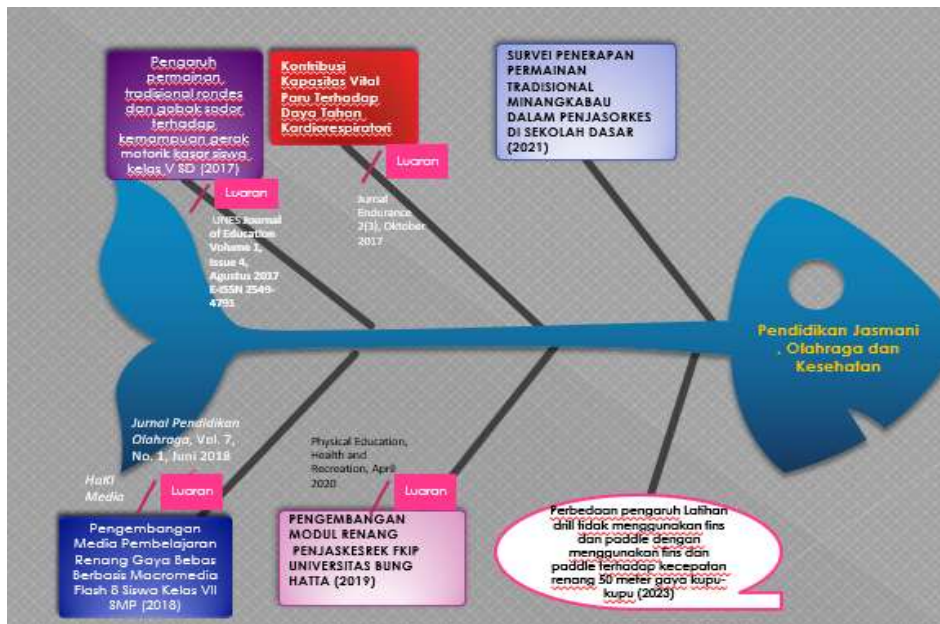 Pengaruh
permainan
tradisional rondes
dan gobak sodor
terhadap
kemampuan gerak
motorik kasar siswa
kelas V SD (2017)
Luaran
UNES Journal
of Education
Volume 1,
Issue 4,
Agustus 2017
E-ISSN 2549-
4791
Kontribusi
Kapasitas Vital
Paru Terhadap
Daya Tahan
Kardiorespiratori
Luaran
Jurnal
Endurance
2(3), Oktober
2017
SURVEI PENERAPAN
PERMAINAN
TRADISIONAL
MINANGKABAU
DALAM PENJASORKES
DI SEKOLAH DASAR
(2021)
Pendidikan Jasmani
, Olahraga dan
Kesehatan
Jurnal Pendidikan
Olahraga, Vol. 7,
No. 1, Juni 2018
HaKI
Media
Luaran
Pengembangan
Media Pembelajaran
Renang Gaya Bebas
Berbasis Macromedia
Flash 8 Siswa Kelas VII
SMP (2018)
Physical Education,
Health and
Recreation, April
2020
Luaran
PENGEMBANGAN
MODUL RENANG
PENJASKESREK FKIP
UNIVERSITAS BUNG
HATTA (2019)
Perbedaan pengaruh Latihan
drill tidak menggunakan fins
dan paddle dengan
menggunakan fins dan
paddle terhadap kecepatan
renang 50 meter gaya kupu-
kupu (2023)